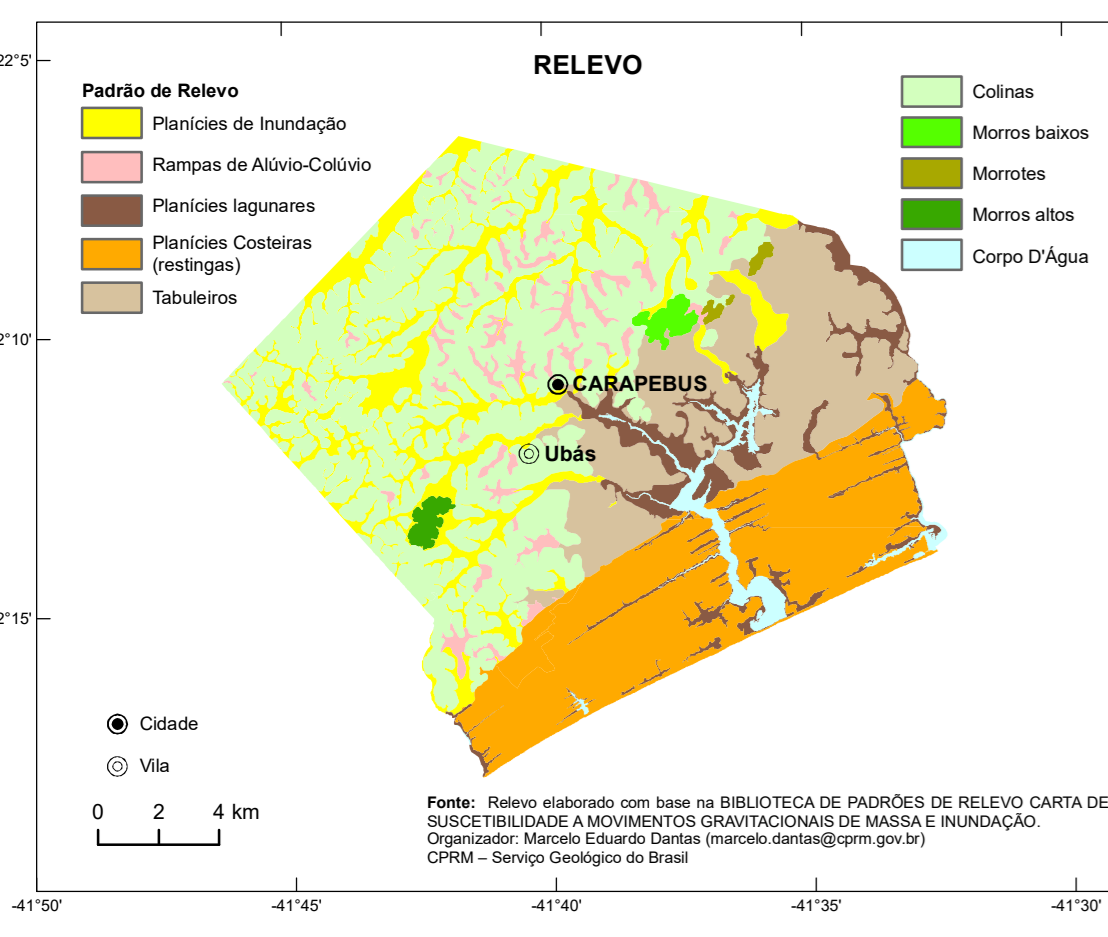 RELEVO
Padrão de Relevo
Planícies de Inundação
Rampas de Alúvio-Colúvio
Planícies lagunares
Planícies Costeiras
(restingas)
Tabuleiros
Colinas
Morros baixos
Morrotes
Morros altos
Corpo D'Água
22°5'
2°10'
2°15'
CARAPEBUS
Ubás
Cidade
Vila
0 2 4 km
Fonte: Relevo elaborado com base na BIBLIOTECA DE PADRÕES DE RELEVO CARTA DE
SUSCETIBILIDADE A MOVIMENTOS GRAVITACIONAIS DE MASSA E INUNDAÇÃO.
Organizador: Marcelo Eduardo Dantas (marcelo.dantas@cprm.gov.br)
CPRM – Serviço Geológico do Brasil
-41°50' -41°45' -41°40' -41°35' -41°30'